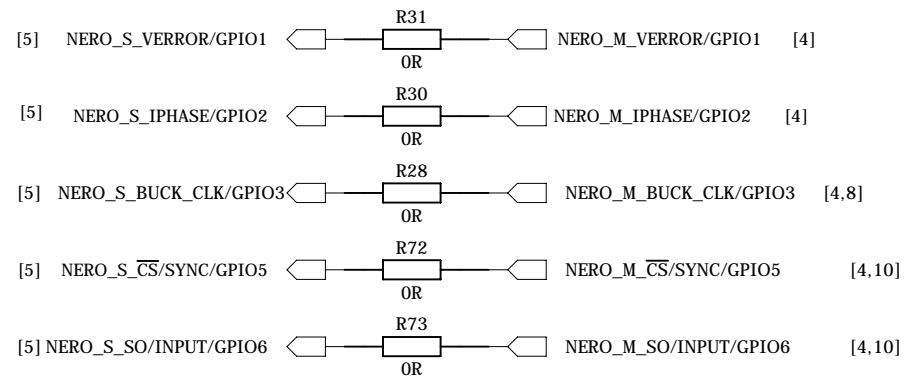 R31
[5] NERO_S_VERROR/GPIO1 NERO_M_VERROR/GPIO1 [4]
0R
R30
[5] NERO_S_IPHASE/GPIO2 NERO_M_IPHASE/GPIO2 [4]
0R
R28
[5] NERO_S_BUCK_CLK/GPIO3 NERO_M_BUCK_CLK/GPIO3 [4,8]
0R
R72
[5] NERO_S_C̅S̅/SYNC/GPIO5 NERO_M_C̅S̅/SYNC/GPIO5 [4,10]
0R
R73
[5] NERO_S_SO/INPUT/GPIO6 NERO_M_SO/INPUT/GPIO6 [4,10]
0R